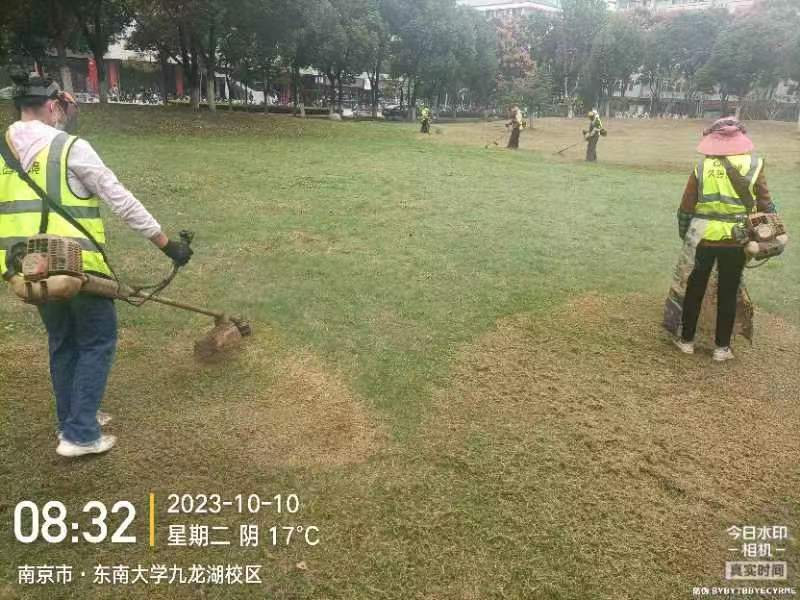 08:32
2023-10-10
星期二 阴 17°C
南京市·东南大学九龙湖校区
今日水印
-相机-
真实时间